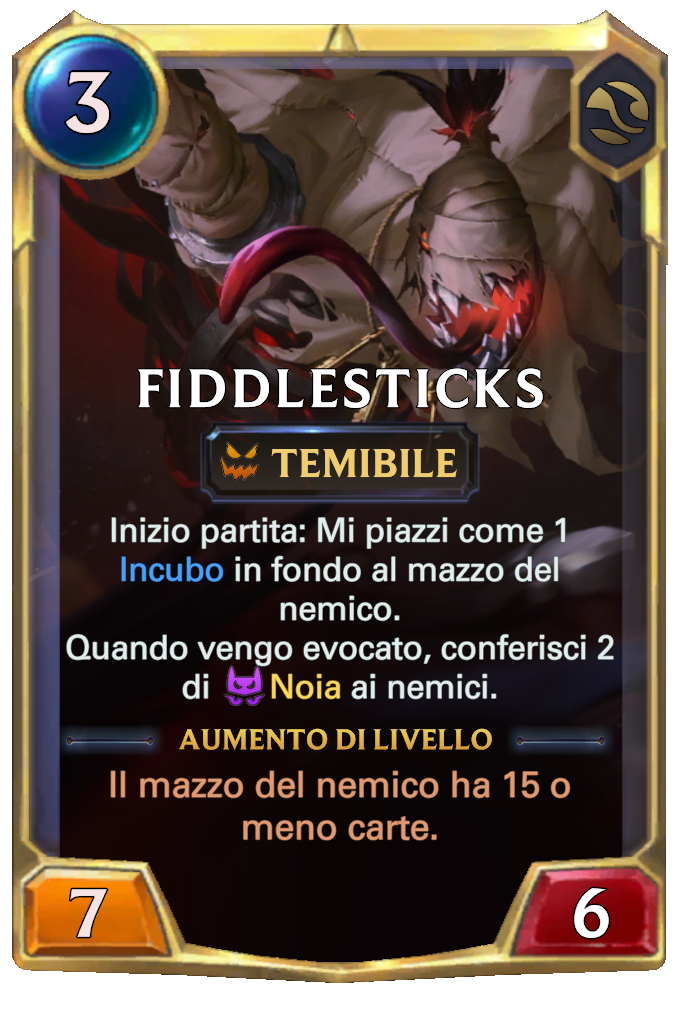 3
FIDDLESTICKS
TEMIBILE
Inizio partita: Mi piazzi come 1
Incubo in fondo al mazzo del
nemico.
Quando vengo evocato, conferisci 2
di Noia ai nemici.
AUMENTO DI LIVELLO
Il mazzo del nemico ha 15 o
meno carte.
7
6